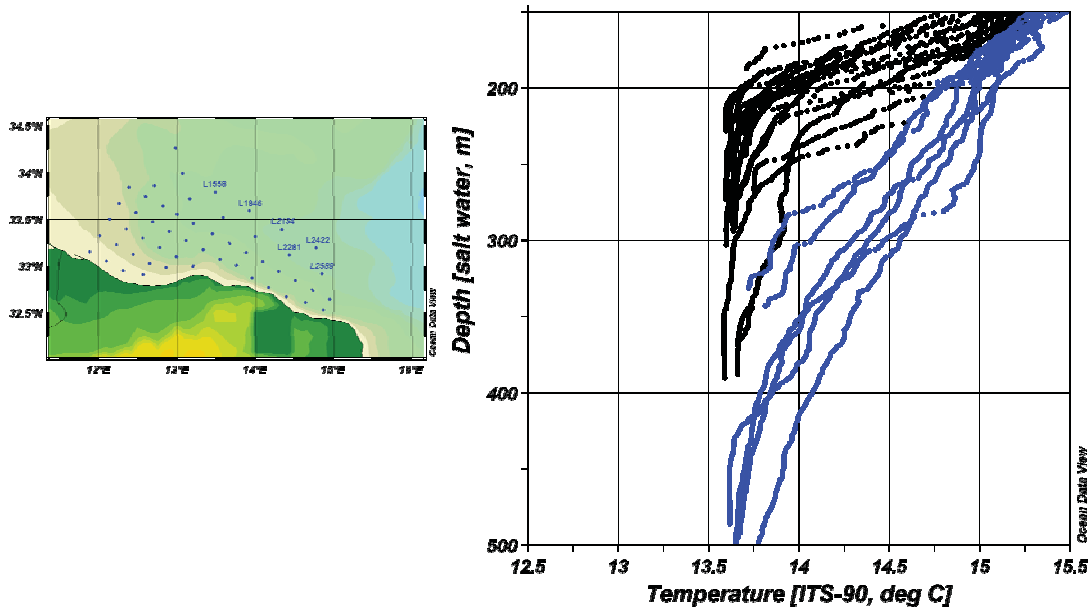 34.5°N
34°N
33.5°N
33°N
32.5°N
12°E
13°E
14°E
15°E
16°E
L1558
L1846
L2134
L2422
L2281
L2589
Ocean Data View
Depth [salt water, m]
200
300
400
500
12.5
13
13.5
14
14.5
15
15.5
Temperature [ITS-90, deg C]
Ocean Data View